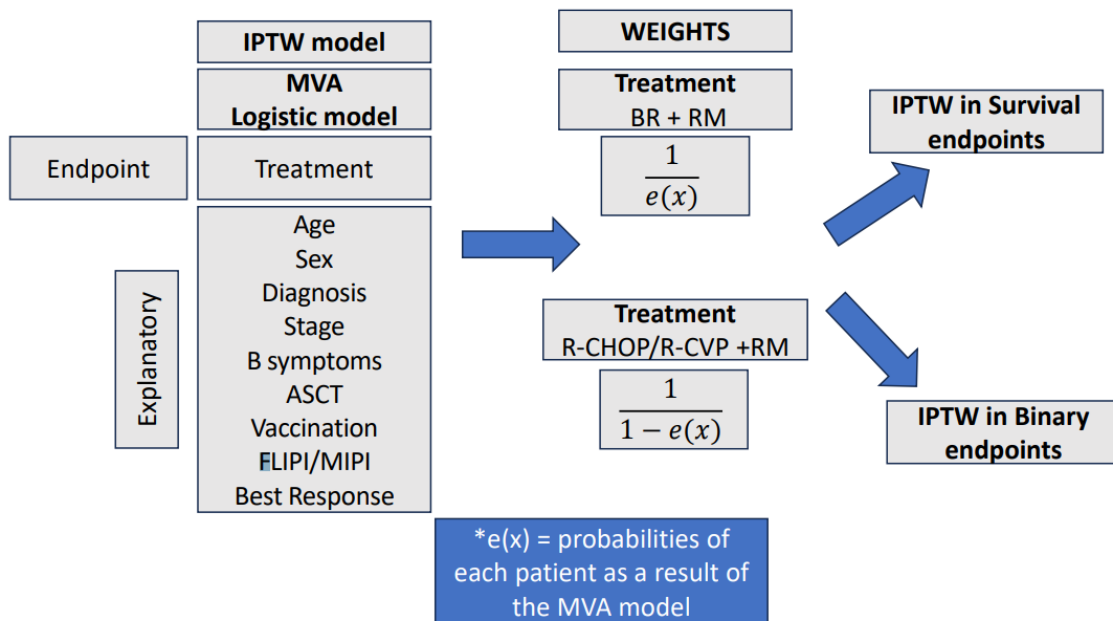 IPTW model
MVA
Logistic model
Endpoint
Treatment
Explanatory
Age
Sex
Diagnosis
Stage
B symptoms
ASCT
Vaccination
FLIPI/MIPI
Best Response
WEIGHTS
Treatment
BR + RM
1
e(x)
Treatment
R-CHOP/R-CVP +RM
1
1 − e(x)
IPTW in Survival
endpoints
IPTW in Binary
endpoints
*e(x) = probabilities of
each patient as a result of
the MVA model